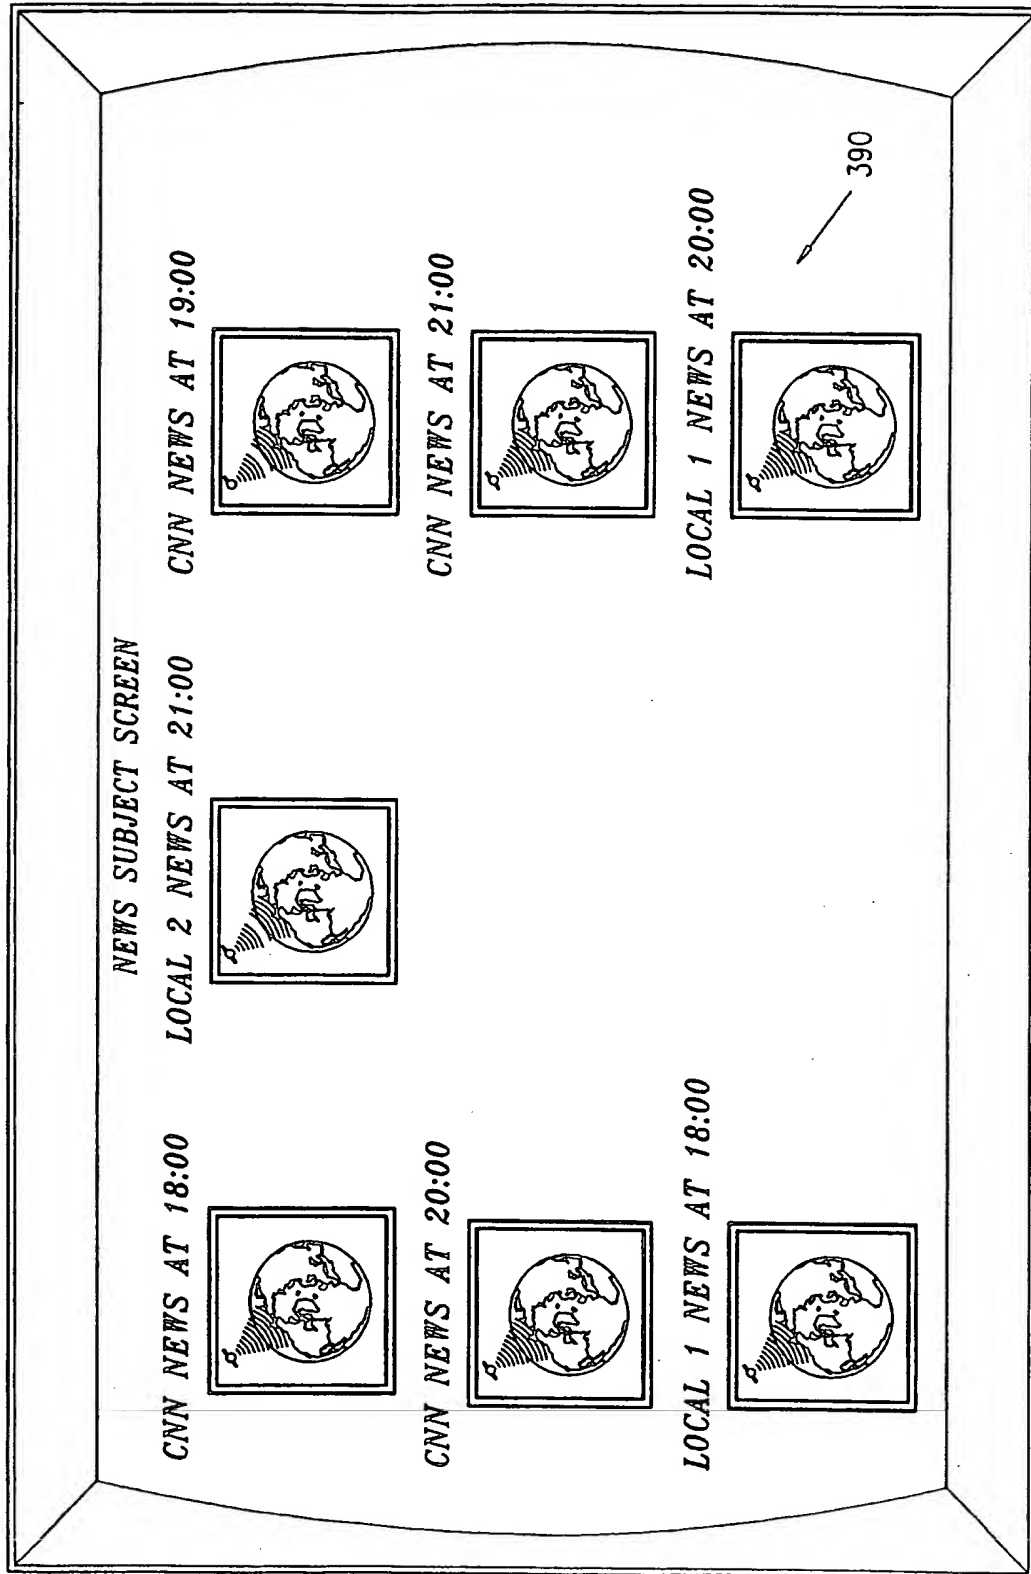 NEWS SUBJECT SCREEN
CNN NEWS AT 18:00
LOCAL 2 NEWS AT 21:00
CNN NEWS AT 19:00
CNN NEWS AT 20:00
CNN NEWS AT 21:00
LOCAL 1 NEWS AT 18:00
LOCAL 1 NEWS AT 20:00
390